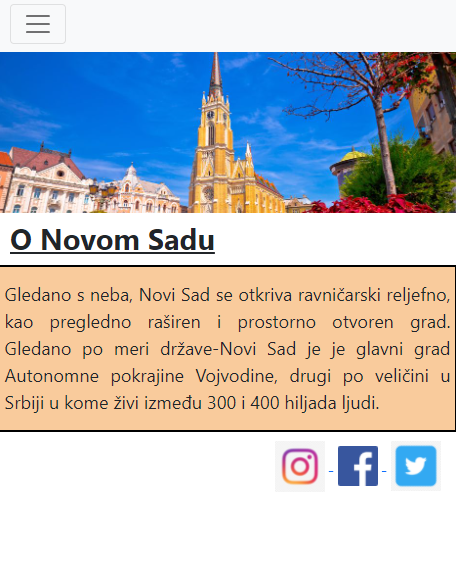 O Novom Sadu
Gledano s neba, Novi Sad se otkriva ravničarski reljefno,
kao pregledno raširen i prostorno otvoren grad.
Gledano po meri države-Novi Sad je je glavni grad
Autonomne pokrajine Vojvodine, drugi po veličini u
Srbiji u kome živi između 300 i 400 hiljada ljudi.
- -